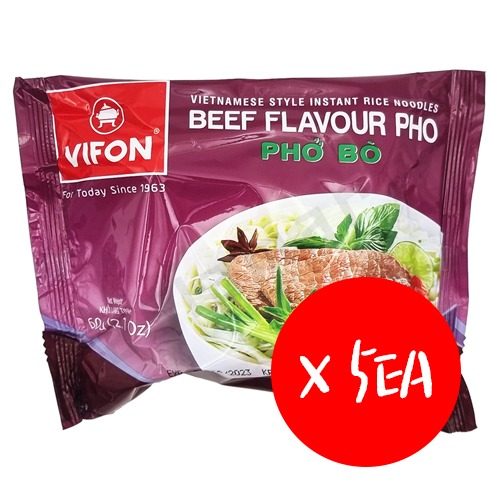 VIETNAMESE STYLE INSTANT RICE NOODLES
BEEF FLAVOUR PHO
PHỞ BÒ
VIFON®
For Today Since 1963
x 5EA